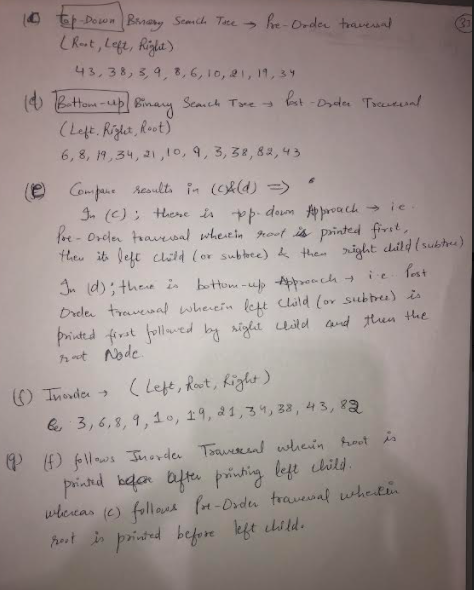 (c) Top-Down Binary Search Tree → Pre-Order traversal
(Root, Left, Right)
43, 38, 3, 9, 8, 6, 10, 21, 19, 34
(d) Bottom-up Binary Search Tree → Post-Order Traversal
(Left, Right, Root)
6, 8, 19, 34, 21, 10, 9, 3, 38, 82, 43
(e) Compare results in (c)&(d) ⇒
In (c); there is top-down Approach → i.e.
Pre-Order traversal wherein root is printed first,
then its left child (or subtree) & then right child (subtree)
In (d); there is bottom-up Approach → i.e. Post
Order traversal wherein left child (or subtree) is
printed first followed by right child and then the
root Node.
(f) Inorder → (Left, Root, Right)
3, 6, 8, 9, 10, 19, 21, 34, 38, 43, 82
(g) (f) follows Inorder Traversal wherein root is
printed after printing left child.
whereas (c) follows Pre-Order traversal wherein
root is printed before left child.